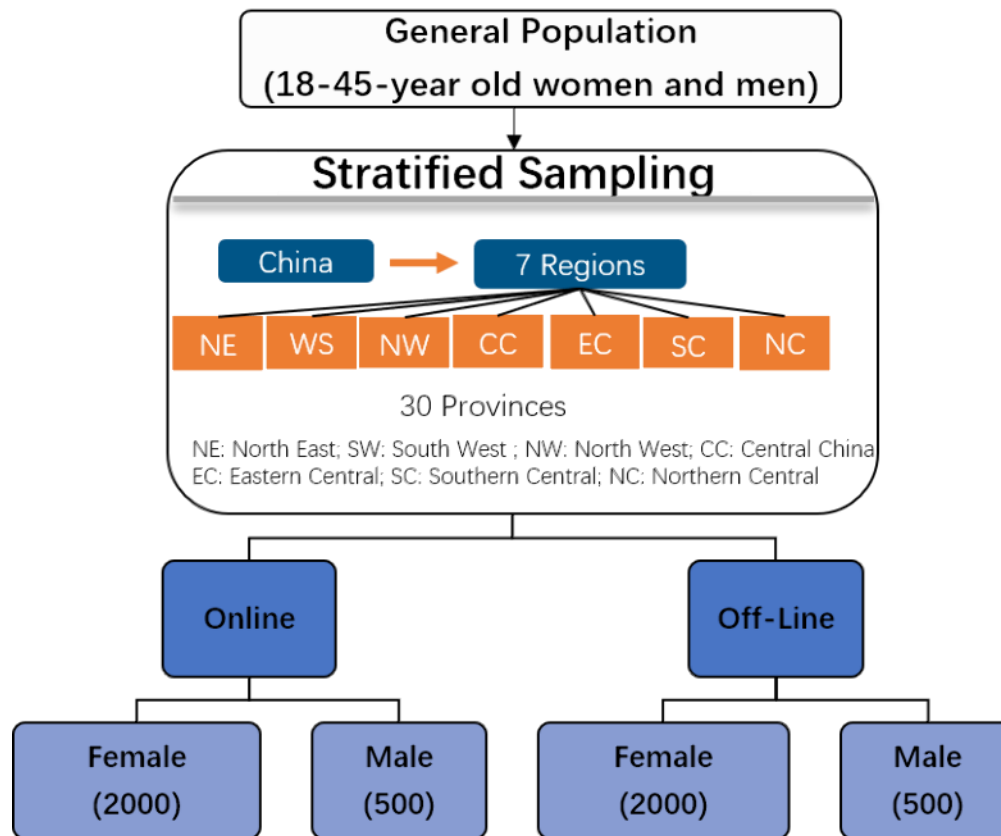 General Population
(18-45-year old women and men)
Stratified Sampling
China
7 Regions
NE
WS
NW
CC
EC
SC
NC
30 Provinces
NE: North East; SW: South West ; NW: North West; CC: Central China
EC: Eastern Central; SC: Southern Central; NC: Northern Central
Online
Off-Line
Female
(2000)
Male
(500)
Female
(2000)
Male
(500)